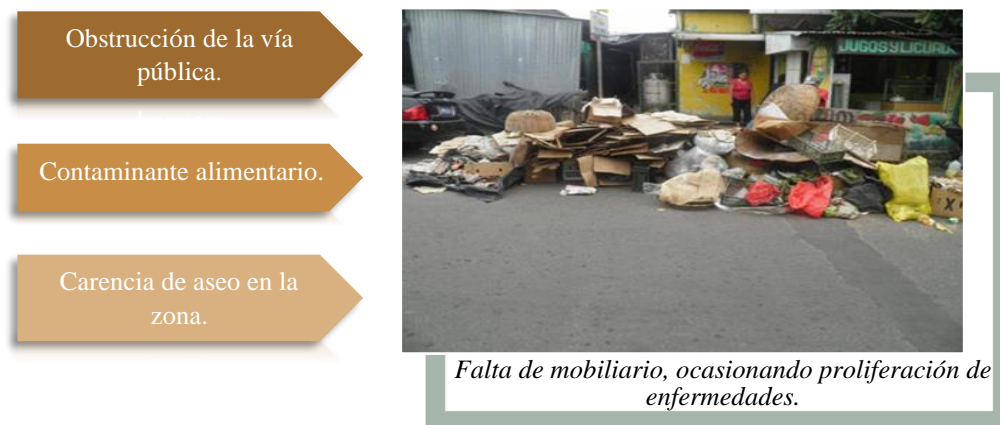 Obstrucción de la vía
pública.
Contaminante alimentario.
Carencia de aseo en la
zona.
JUGOS Y LICUAD
Falta de mobiliario, ocasionando proliferación de
enfermedades.